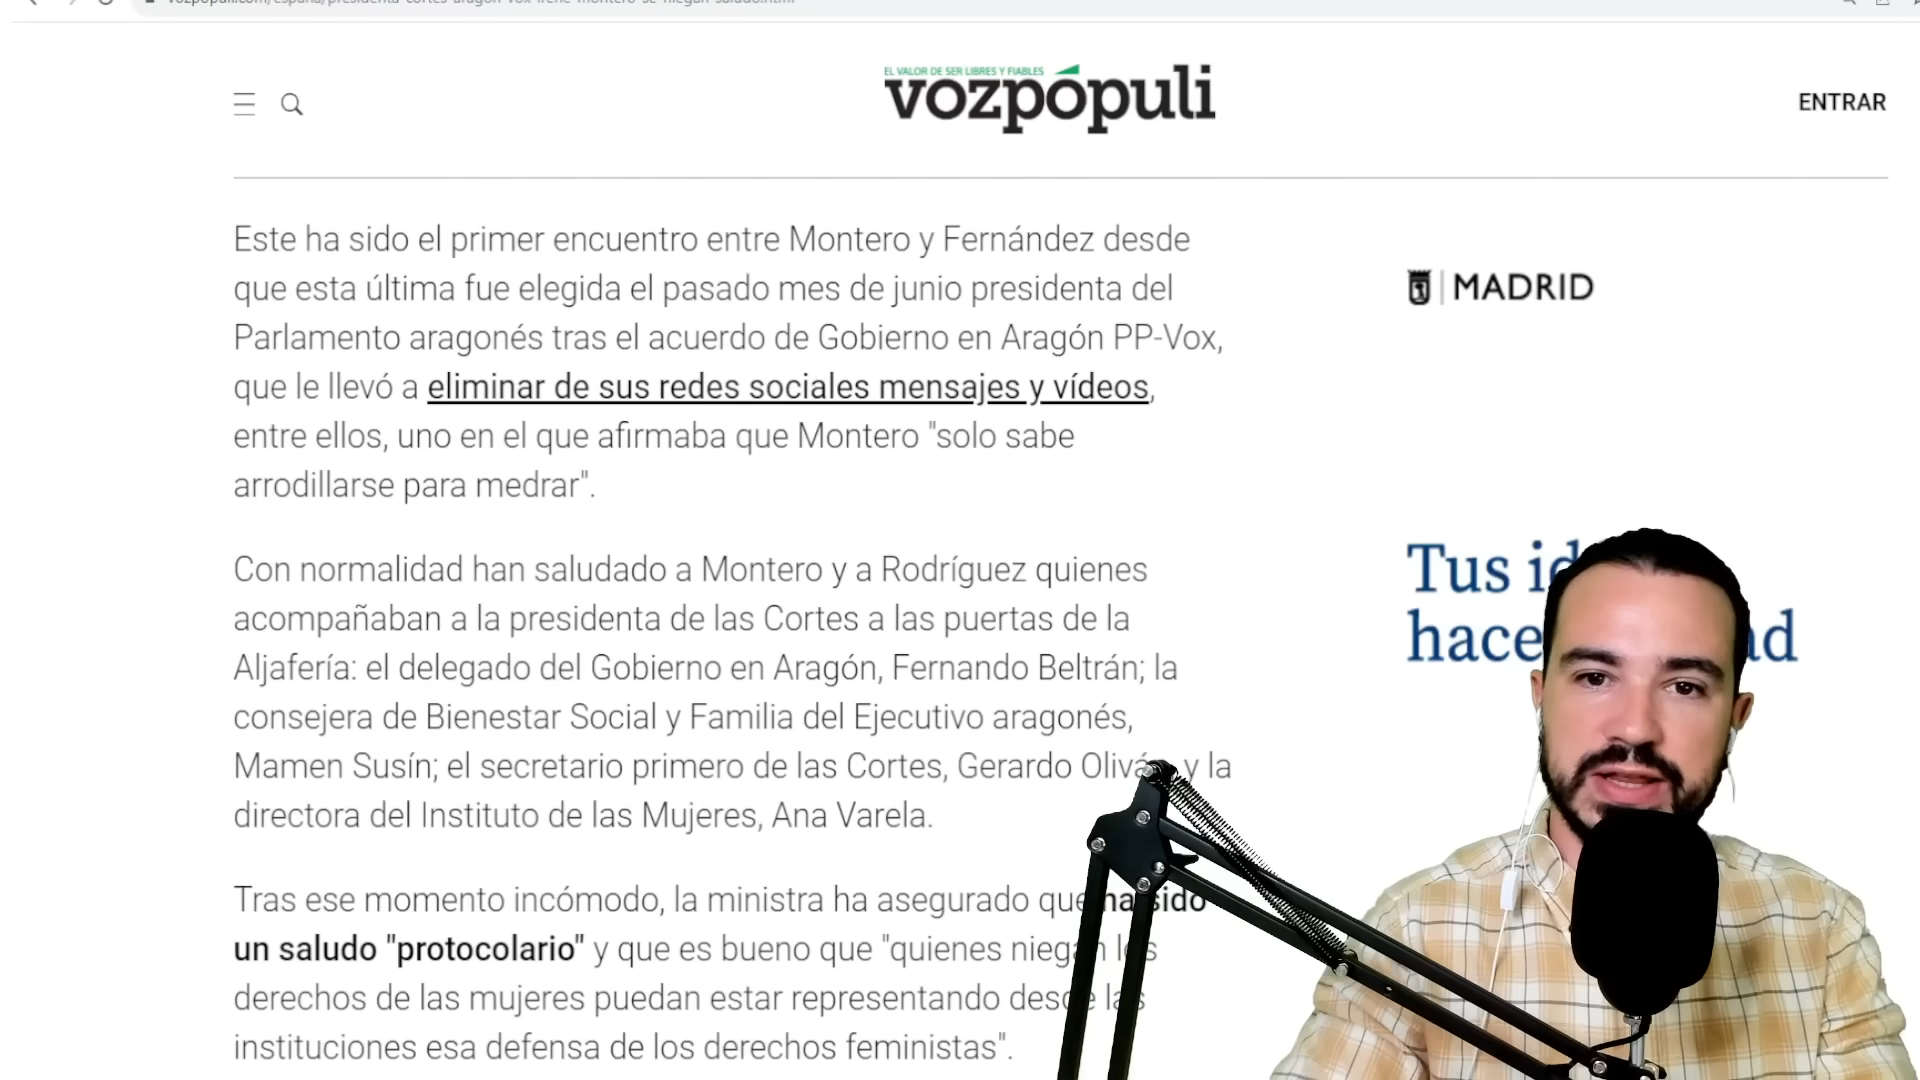 EL VALOR DE SER LIBRES Y FIABLES
vozpópuli
ENTRAR
Este ha sido el primer encuentro entre Montero y Fernández desde
que esta última fue elegida el pasado mes de junio presidenta del
Parlamento aragonés tras el acuerdo de Gobierno en Aragón PP-Vox,
que le llevó a eliminar de sus redes sociales mensajes y vídeos,
entre ellos, uno en el que afirmaba que Montero "solo sabe
arrodillarse para medrar".
Con normalidad han saludado a Montero y a Rodríguez quienes
acompañaban a la presidenta de las Cortes a las puertas de la
Aljafería: el delegado del Gobierno en Aragón, Fernando Beltrán; la
consejera de Bienestar Social y Familia del Ejecutivo aragonés,
Mamen Susín; el secretario primero de las Cortes, Gerardo y la
directora del Instituto de las Mujeres, Ana Varela.
Tras ese momento incómodo, la ministra ha asegurado que ha sido
un saludo "protocolario" y que es bueno que "quienes niegan los
derechos de las mujeres puedan estar representando desde las
instituciones esa defensa de los derechos feministas".
MADRID
Tus